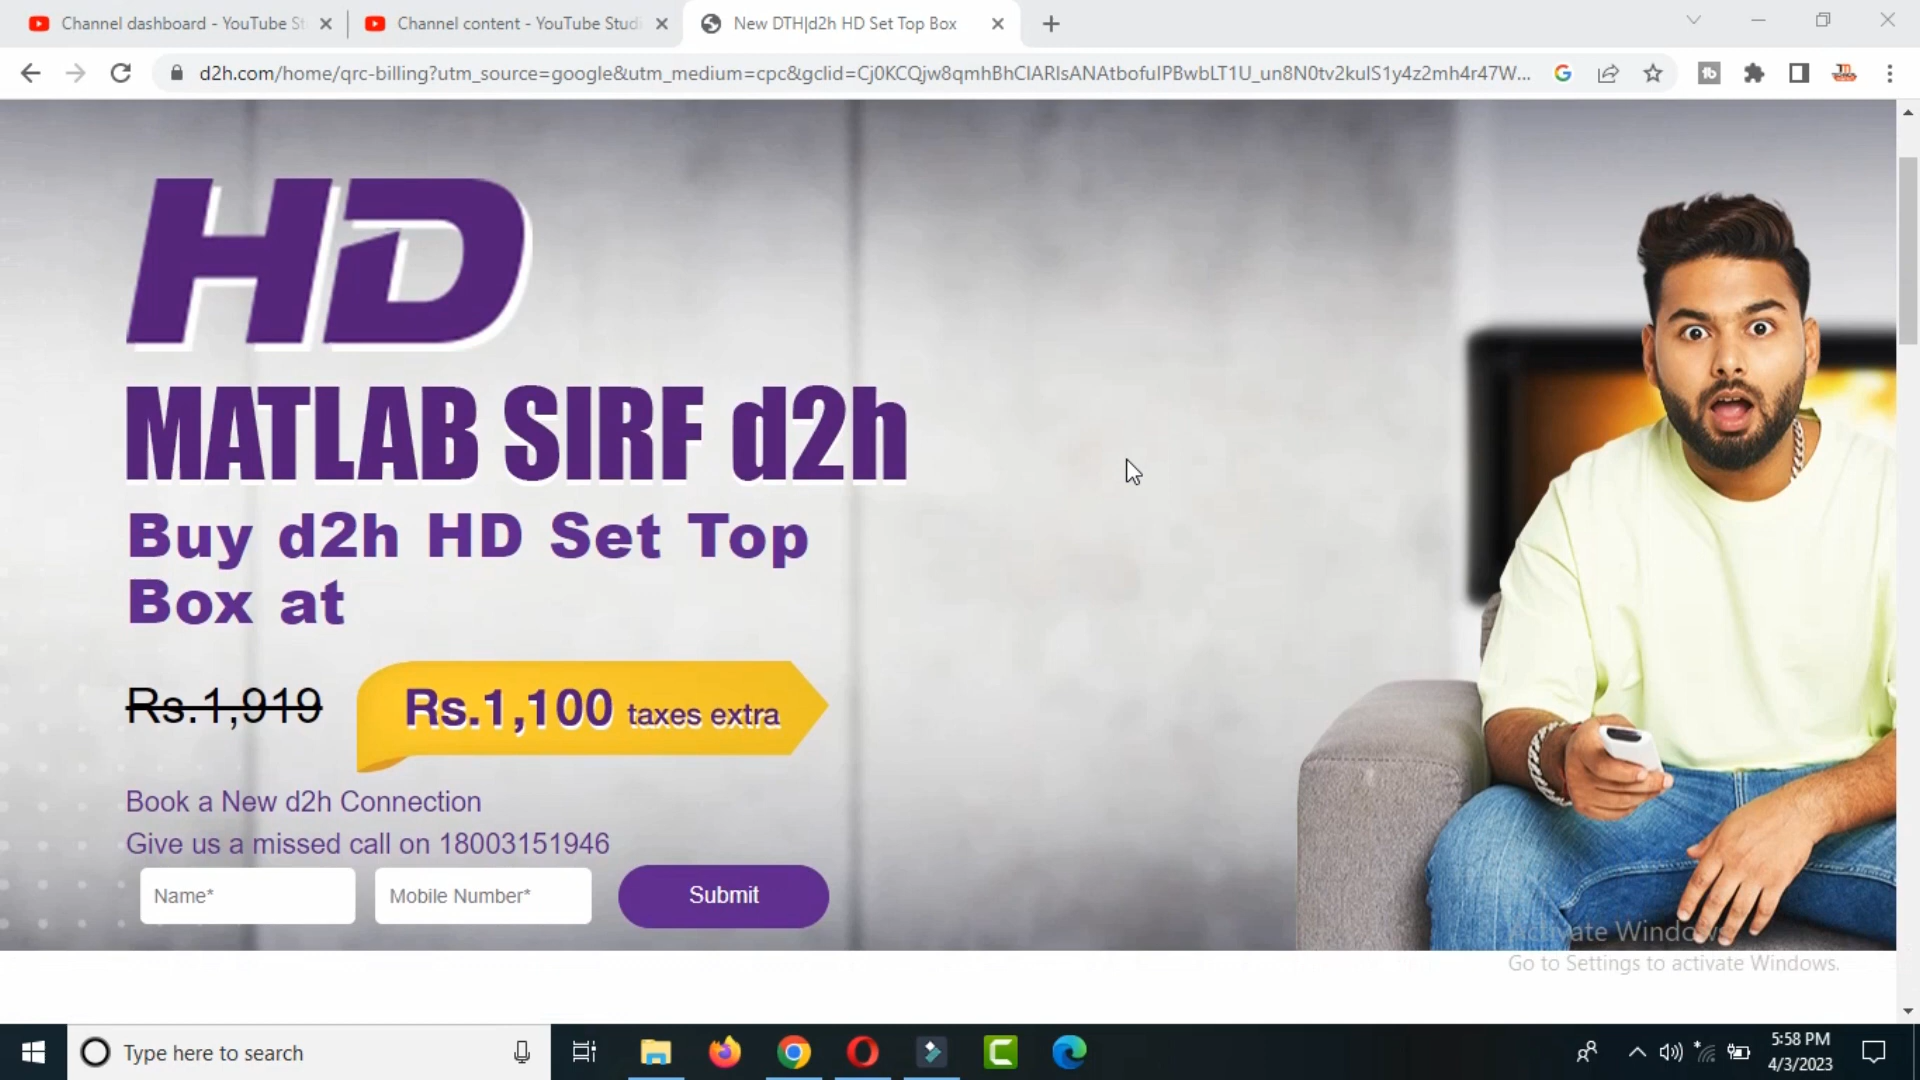 Channel dashboard - YouTube St
Channel content - YouTube Studi
New DTH|d2h HD Set Top Box
d2h.com/home/qrc-billing?utm_source=google&utm_medium=cpc&gclid=Cj0KCQjw8qmhBhClARIsANAtbofuIPBwbLT1U_un8N0tv2kulS1y4z2mh4r47W...
HD
MATLAB SIRF d2h
Buy d2h HD Set Top
Box at
Rs.1,919
Rs.1,100 taxes extra
Book a New d2h Connection
Give us a missed call on 18003151946
Name*
Mobile Number*
Submit
Activate Windows
Go to Settings to activate Windows.
Type here to search
5:58 PM
4/3/2023